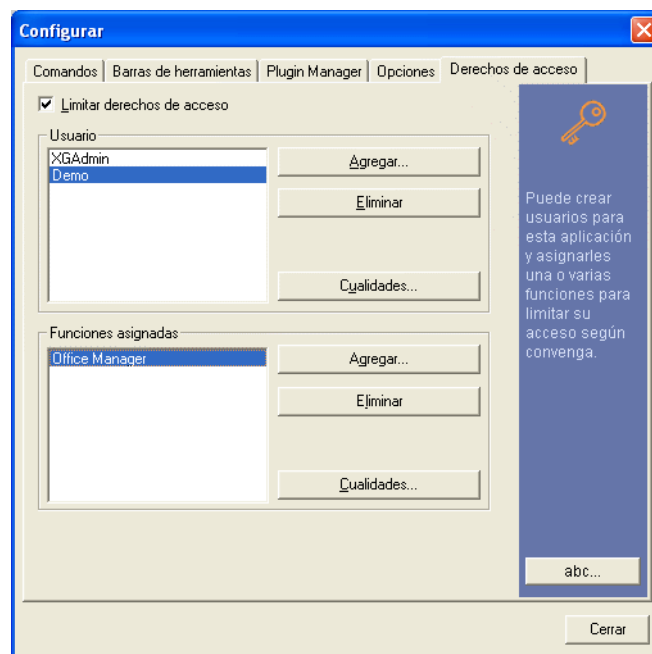 Configurar
Comandos Barras de herramientas Plugin Manager Opciones Derechos de acceso
Limitar derechos de acceso
Usuario
XGAdmin
Demo
Agregar...
Eliminar
Cualidades...
Funciones asignadas
Office Manager
Agregar...
Eliminar
Cualidades...
Puede crear
usuarios para
esta aplicación
y asignarles
una o varias
funciones para
limitar su
acceso según
convenga.
abc...
Cerrar